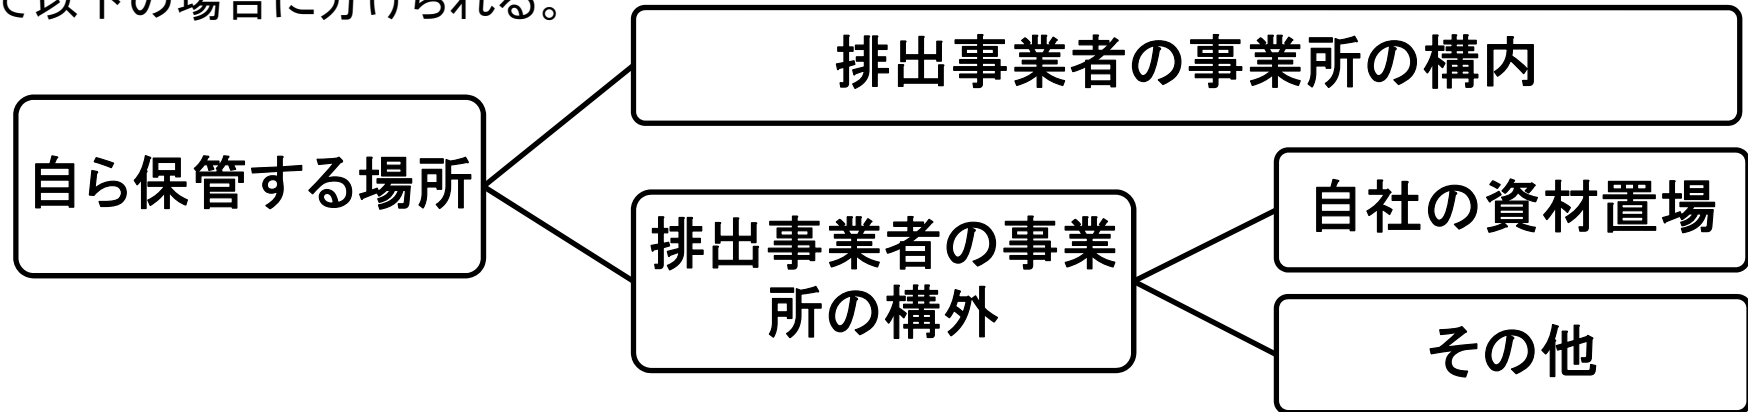 て以下の場合に分けられる。
排出事業者の事業所の構内
自ら保管する場所
排出事業者の事業
所の構外
自社の資材置場
その他